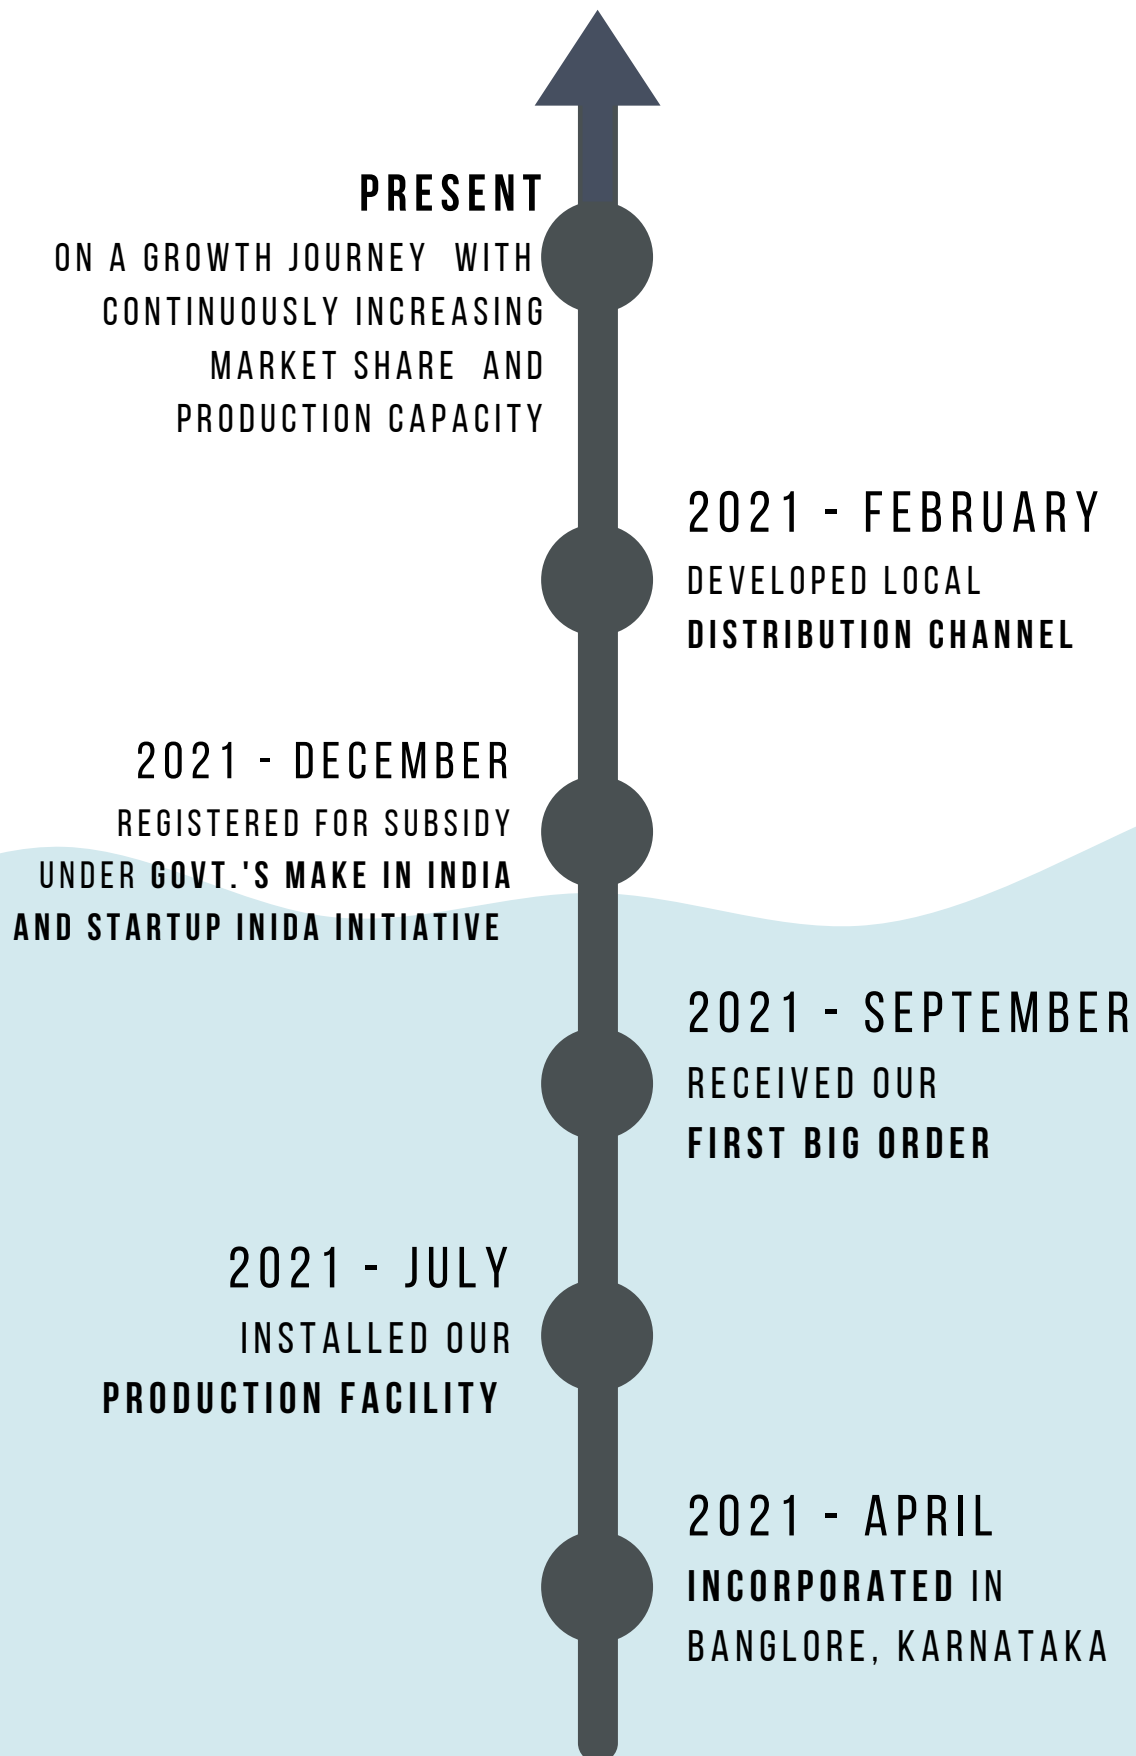 PRESENT
ON A GROWTH JOURNEY WITH
CONTINUOUSLY INCREASING
MARKET SHARE AND
PRODUCTION CAPACITY
2021 - FEBRUARY
DEVELOPED LOCAL
DISTRIBUTION CHANNEL
2021 - DECEMBER
REGISTERED FOR SUBSIDY
UNDER GOVT.'S MAKE IN INDIA
AND STARTUP INIDA INITIATIVE
2021 - SEPTEMBER
RECEIVED OUR
FIRST BIG ORDER
2021 - JULY
INSTALLED OUR
PRODUCTION FACILITY
2021 - APRIL
INCORPORATED IN
BANGLORE, KARNATAKA